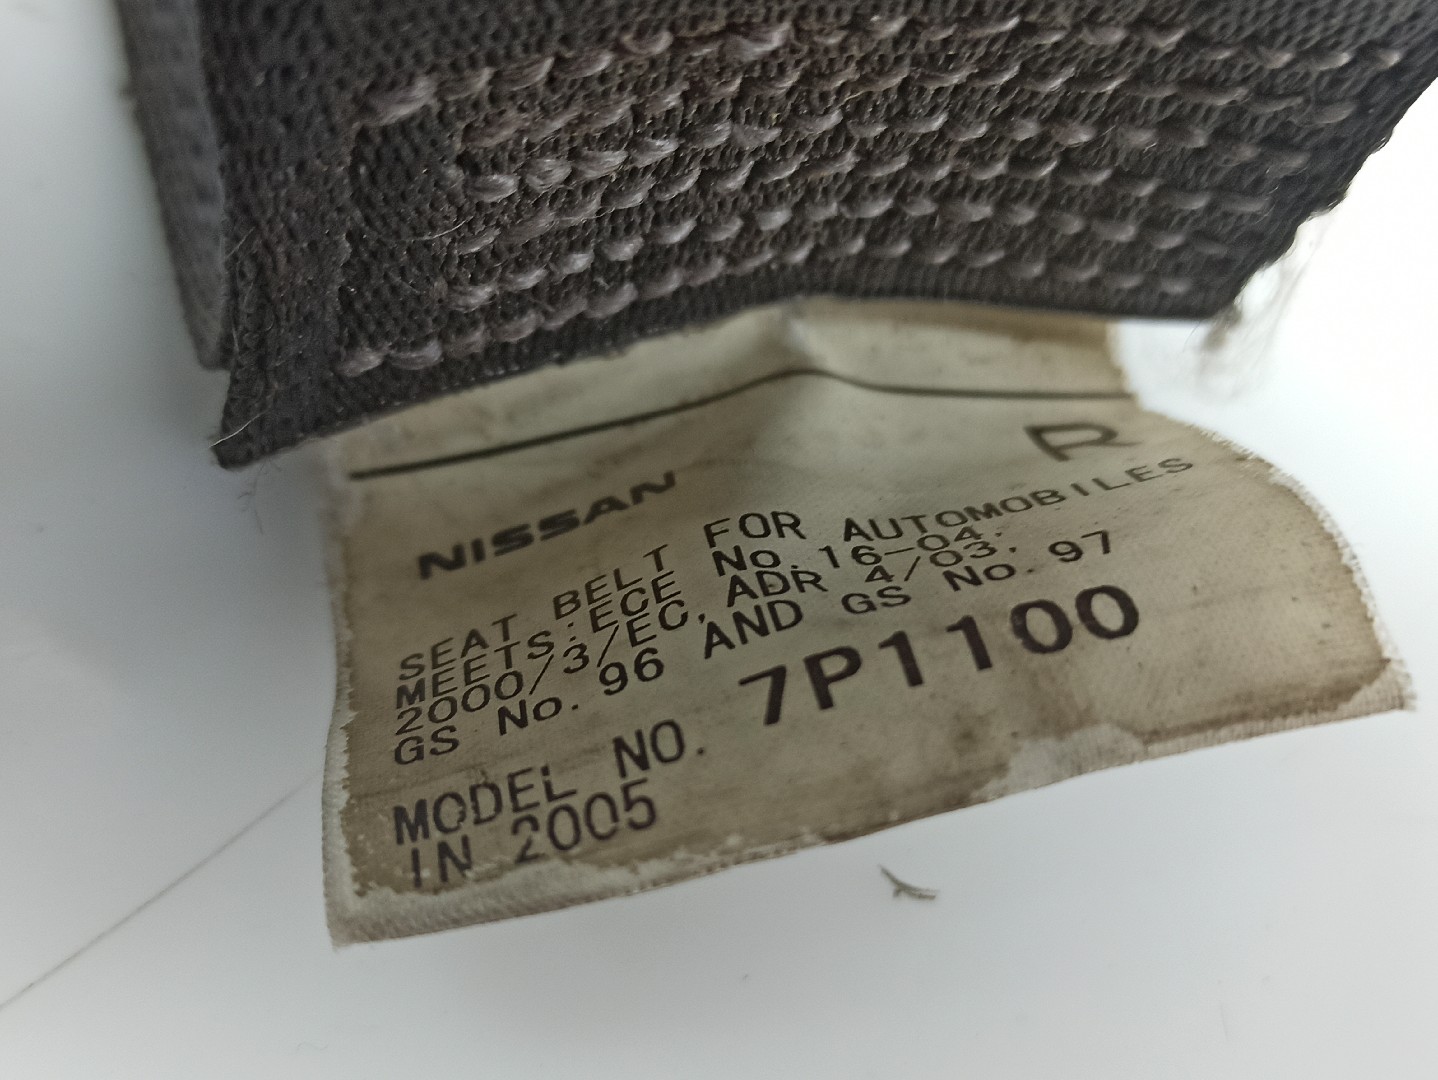 NISSAN
R
SEAT BELT FOR AUTOMOBILES
MEETS:ECE No.16-04.
2000/3/EC, ADR 4/03.
GS No. 96 AND GS No. 97
MODEL NO. 7P1100
IN 2005